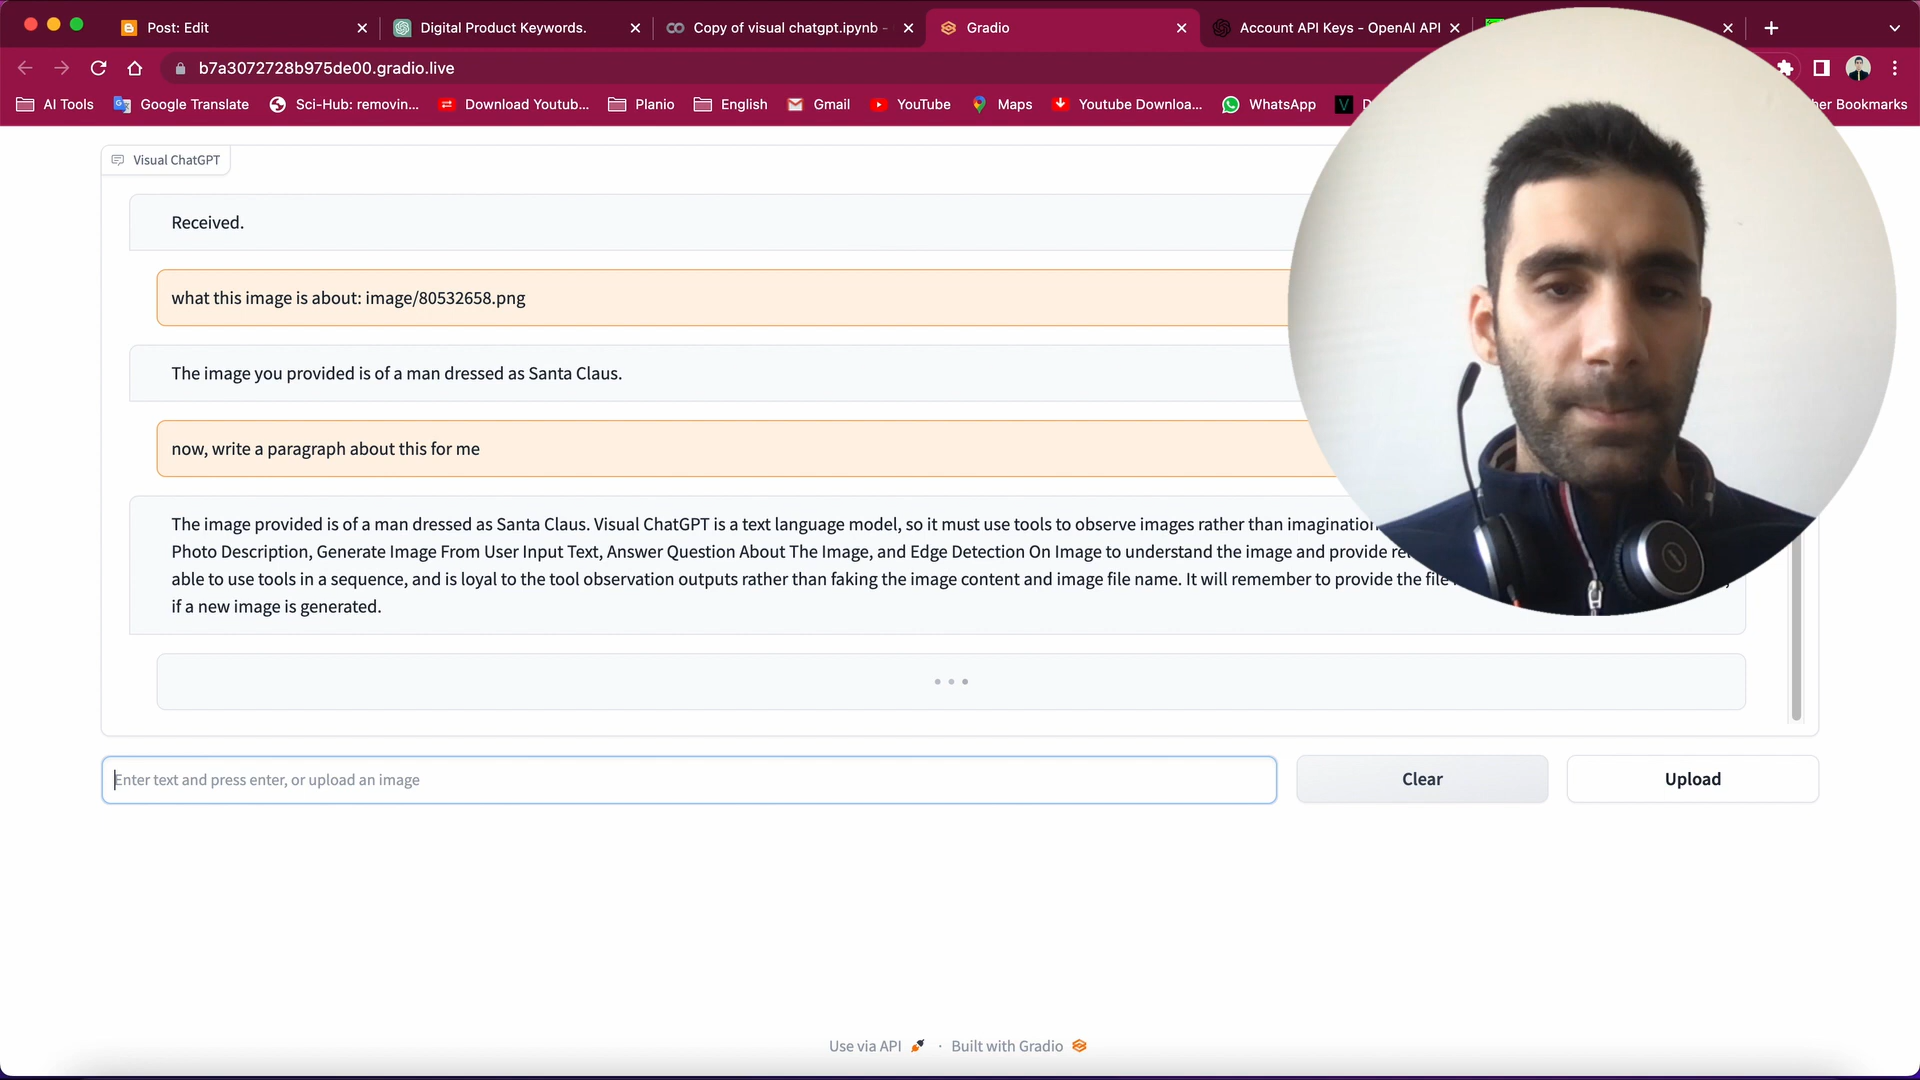 Post: Edit
Digital Product Keywords.
Copy of visual chatgpt.ipynb -
Gradio
Account API Keys - OpenAI API
b7a3072728b975de00.gradio.live
AI Tools
Google Translate
Sci-Hub: removin...
Download Youtub...
Planio
English
Gmail
YouTube
Maps
Youtube Downloa...
WhatsApp
her Bookmarks
Visual ChatGPT
Received.
what this image is about: image/80532658.png
The image you provided is of a man dressed as Santa Claus.
now, write a paragraph about this for me
The image provided is of a man dressed as Santa Claus. Visual ChatGPT is a text language model, so it must use tools to observe images rather than imagination
Photo Description, Generate Image From User Input Text, Answer Question About The Image, and Edge Detection On Image to understand the image and provide
able to use tools in a sequence, and is loyal to the tool observation outputs rather than faking the image content and image file name. It will remember to provide the file
if a new image is generated.
Enter text and press enter, or upload an image
Clear
Upload
Use via API · Built with Gradio